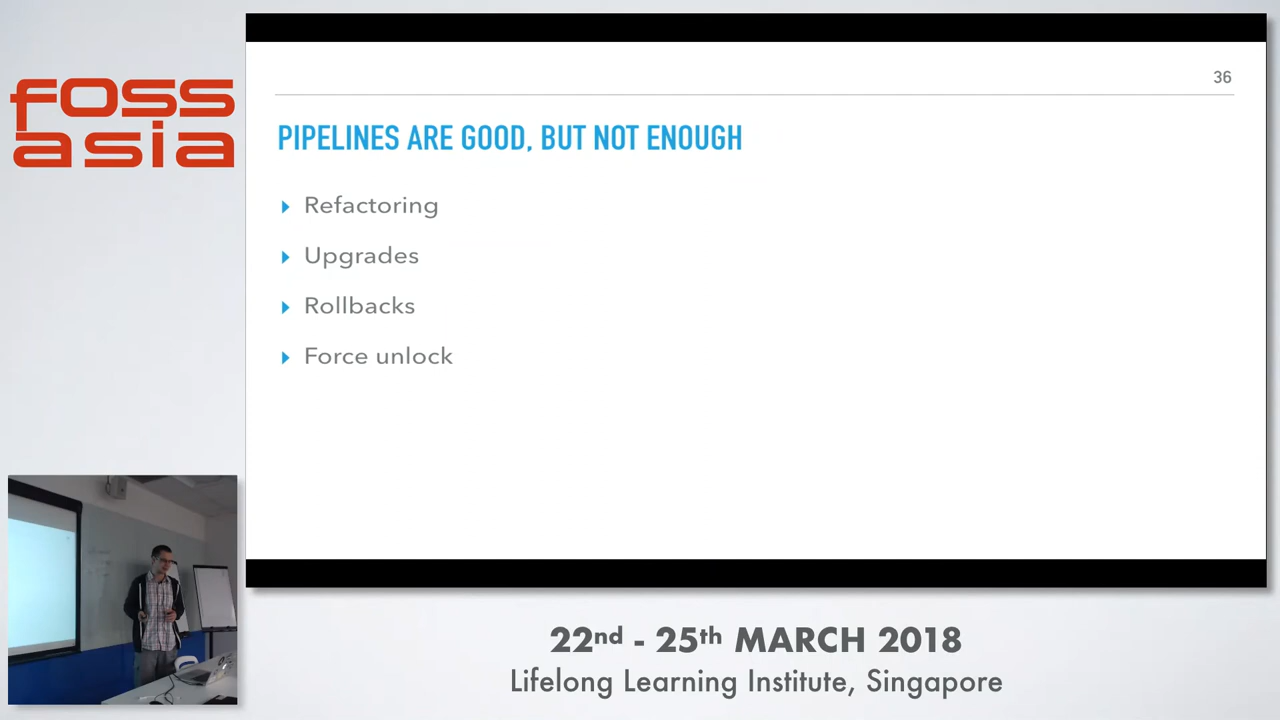 foss
asia
36
PIPELINES ARE GOOD, BUT NOT ENOUGH
Refactoring
Upgrades
Rollbacks
Force unlock
22nd - 25th MARCH 2018
Lifelong Learning Institute, Singapore